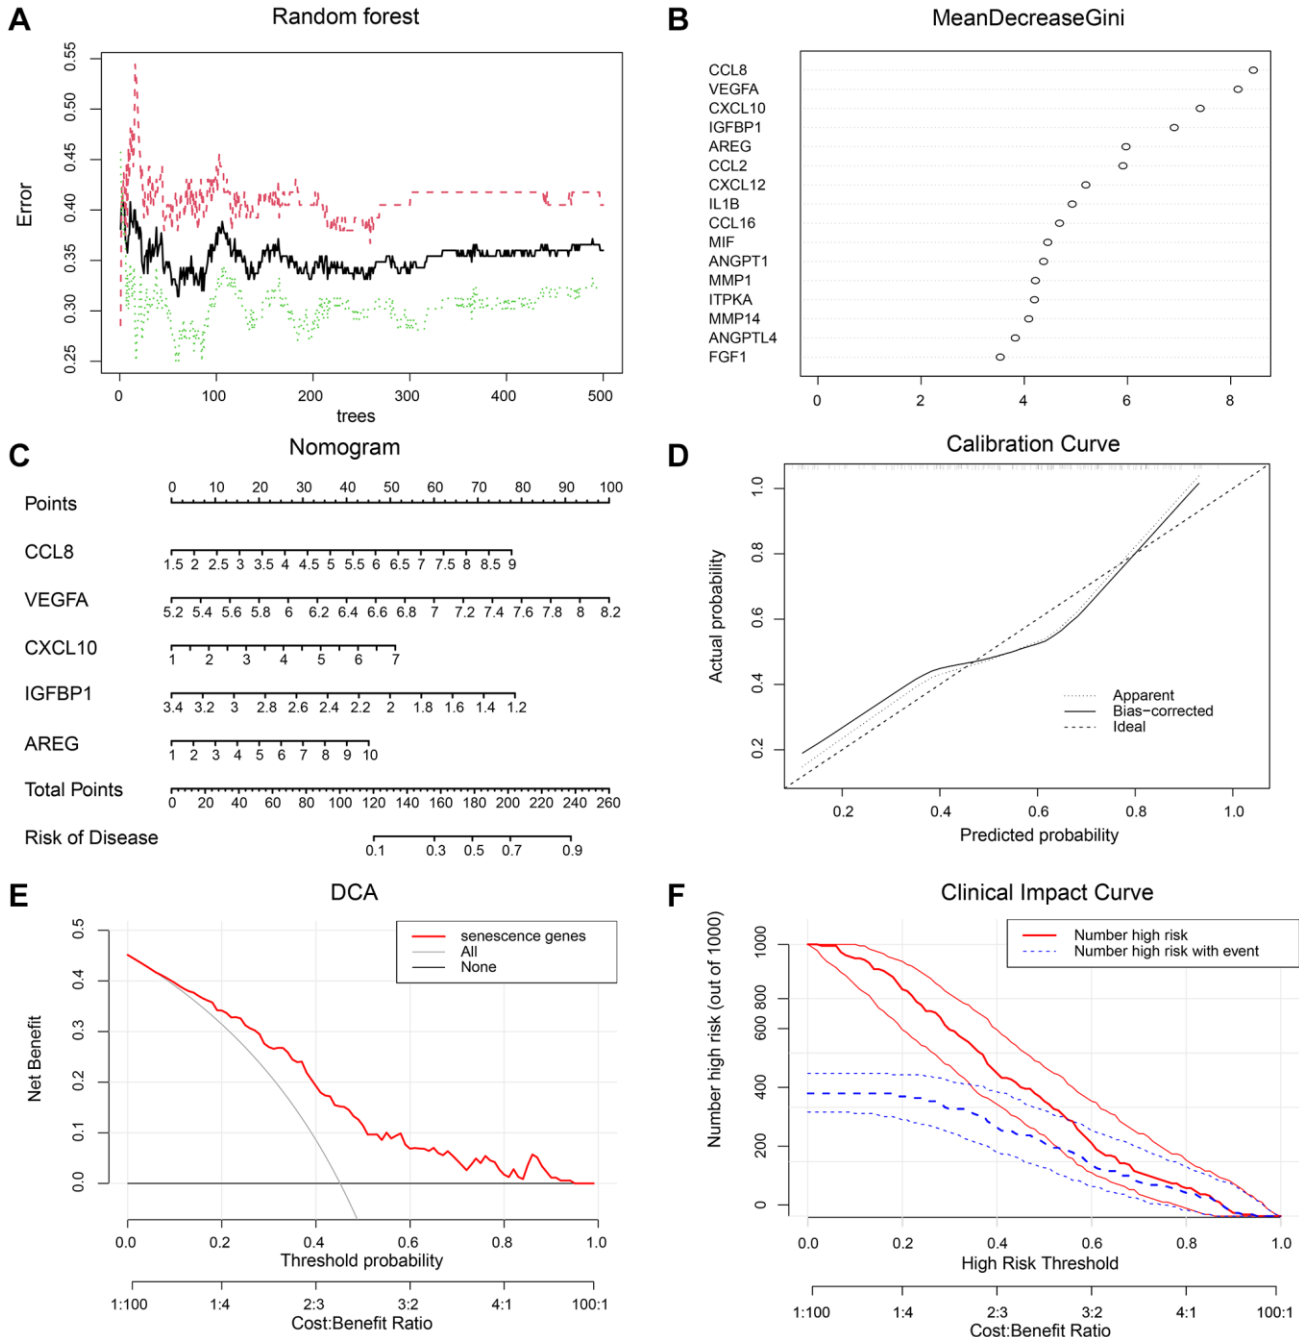 A
Random forest
0.55
0.50
0.45
0.40
0.35
0.30
0.25
Error
0 100 200 300 400 500
trees
B
MeanDecreaseGini
CCL8
VEGFA
CXCL10
IGFBP1
AREG
CCL2
CXCL12
IL1B
CCL16
MIF
ANGPT1
MMP1
ITPKA
MMP14
ANGPTL4
FGF1
0 2 4 6 8
C
Nomogram
0 10 20 30 40 50 60 70 80 90 100
Points
CCL8
1.5 2 2.5 3 3.5 4 4.5 5 5.5 6 6.5 7 7.5 8 8.5 9
VEGFA
5.2 5.4 5.6 5.8 6 6.2 6.4 6.6 6.8 7 7.2 7.4 7.6 7.8 8 8.2
CXCL10
1 2 3 4 5 6 7
IGFBP1
3.4 3.2 3 2.8 2.6 2.4 2.2 2 1.8 1.6 1.4 1.2
AREG
1 2 3 4 5 6 7 8 9 10
Total Points
0 20 40 60 80 100 120 140 160 180 200 220 240 260
Risk of Disease
0.1 0.3 0.5 0.7 0.9
D
Calibration Curve
1.0
0.8
0.6
0.4
0.2
Actual probability
Apparent
Bias-corrected
Ideal
0.2 0.4 0.6 0.8 1.0
Predicted probability
E
DCA
0.5
0.4
0.3
0.2
0.1
0.0
Net Benefit
senescence genes
All
None
0.0 0.2 0.4 0.6 0.8 1.0
Threshold probability
1:100 1:4 2:3 3:2 4:1 100:1
Cost:Benefit Ratio
F
Clinical Impact Curve
1000
800
600
400
200
0
Number high risk (out of 1000)
Number high risk
Number high risk with event
0.0 0.2 0.4 0.6 0.8 1.0
High Risk Threshold
1:100 1:4 2:3 3:2 4:1 100:1
Cost:Benefit Ratio